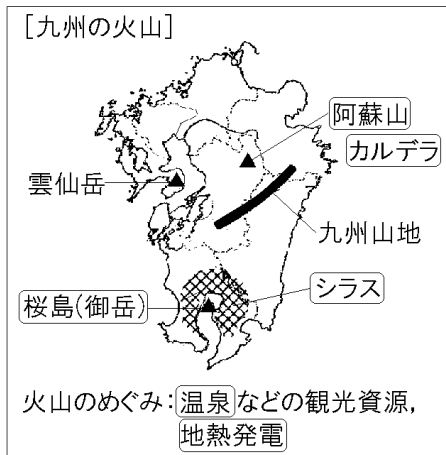 [九州の火山]
阿蘇山
カルデラ
雲仙岳
九州山地
シラス
桜島(御岳)
火山のめぐみ:温泉などの観光資源,
地熱発電